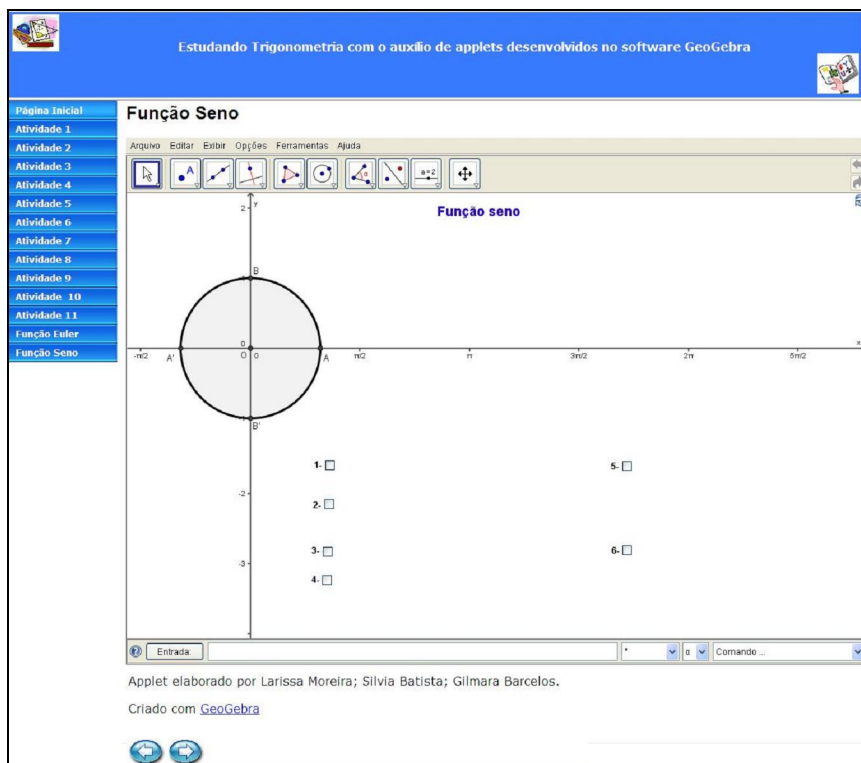 Estudando Trigonometria com o auxílio de applets desenvolvidos no software GeoGebra
Página Inicial
Atividade 1
Atividade 2
Atividade 3
Atividade 4
Atividade 5
Atividade 6
Atividade 7
Atividade 8
Atividade 9
Atividade 10
Atividade 11
Função Euler
Função Seno
Função Seno
Arquivo Editar Exibir Opções Ferramentas Ajuda
A
α
a=2
Função seno
2
y
B
1
0
A'
O
0
A
x
-π/2
π/2
π
3π/2
2π
5π/2
-1
B'
-2
-3
1-
2-
3-
4-
5-
6-
Entrada:
°
α
Comando ...
Applet elaborado por Larissa Moreira; Silvia Batista; Gilmara Barcelos.
Criado com GeoGebra